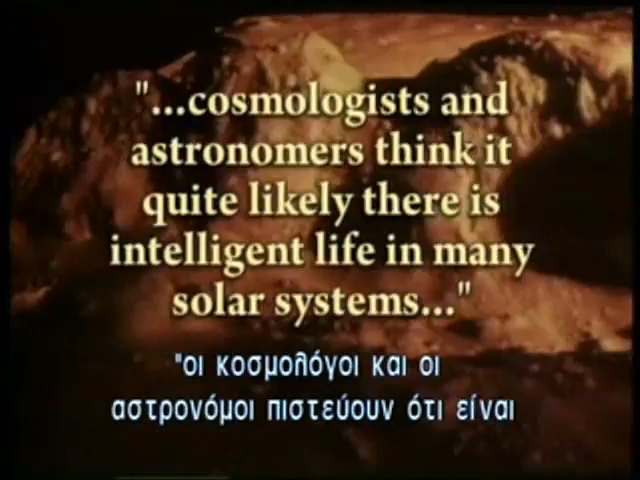 "...cosmologists and
astronomers think it
quite likely there is
intelligent life in many
solar systems..."
"οι κοσμολόγοι και οι
αστρονόμοι πιστεύουν ότι είναι